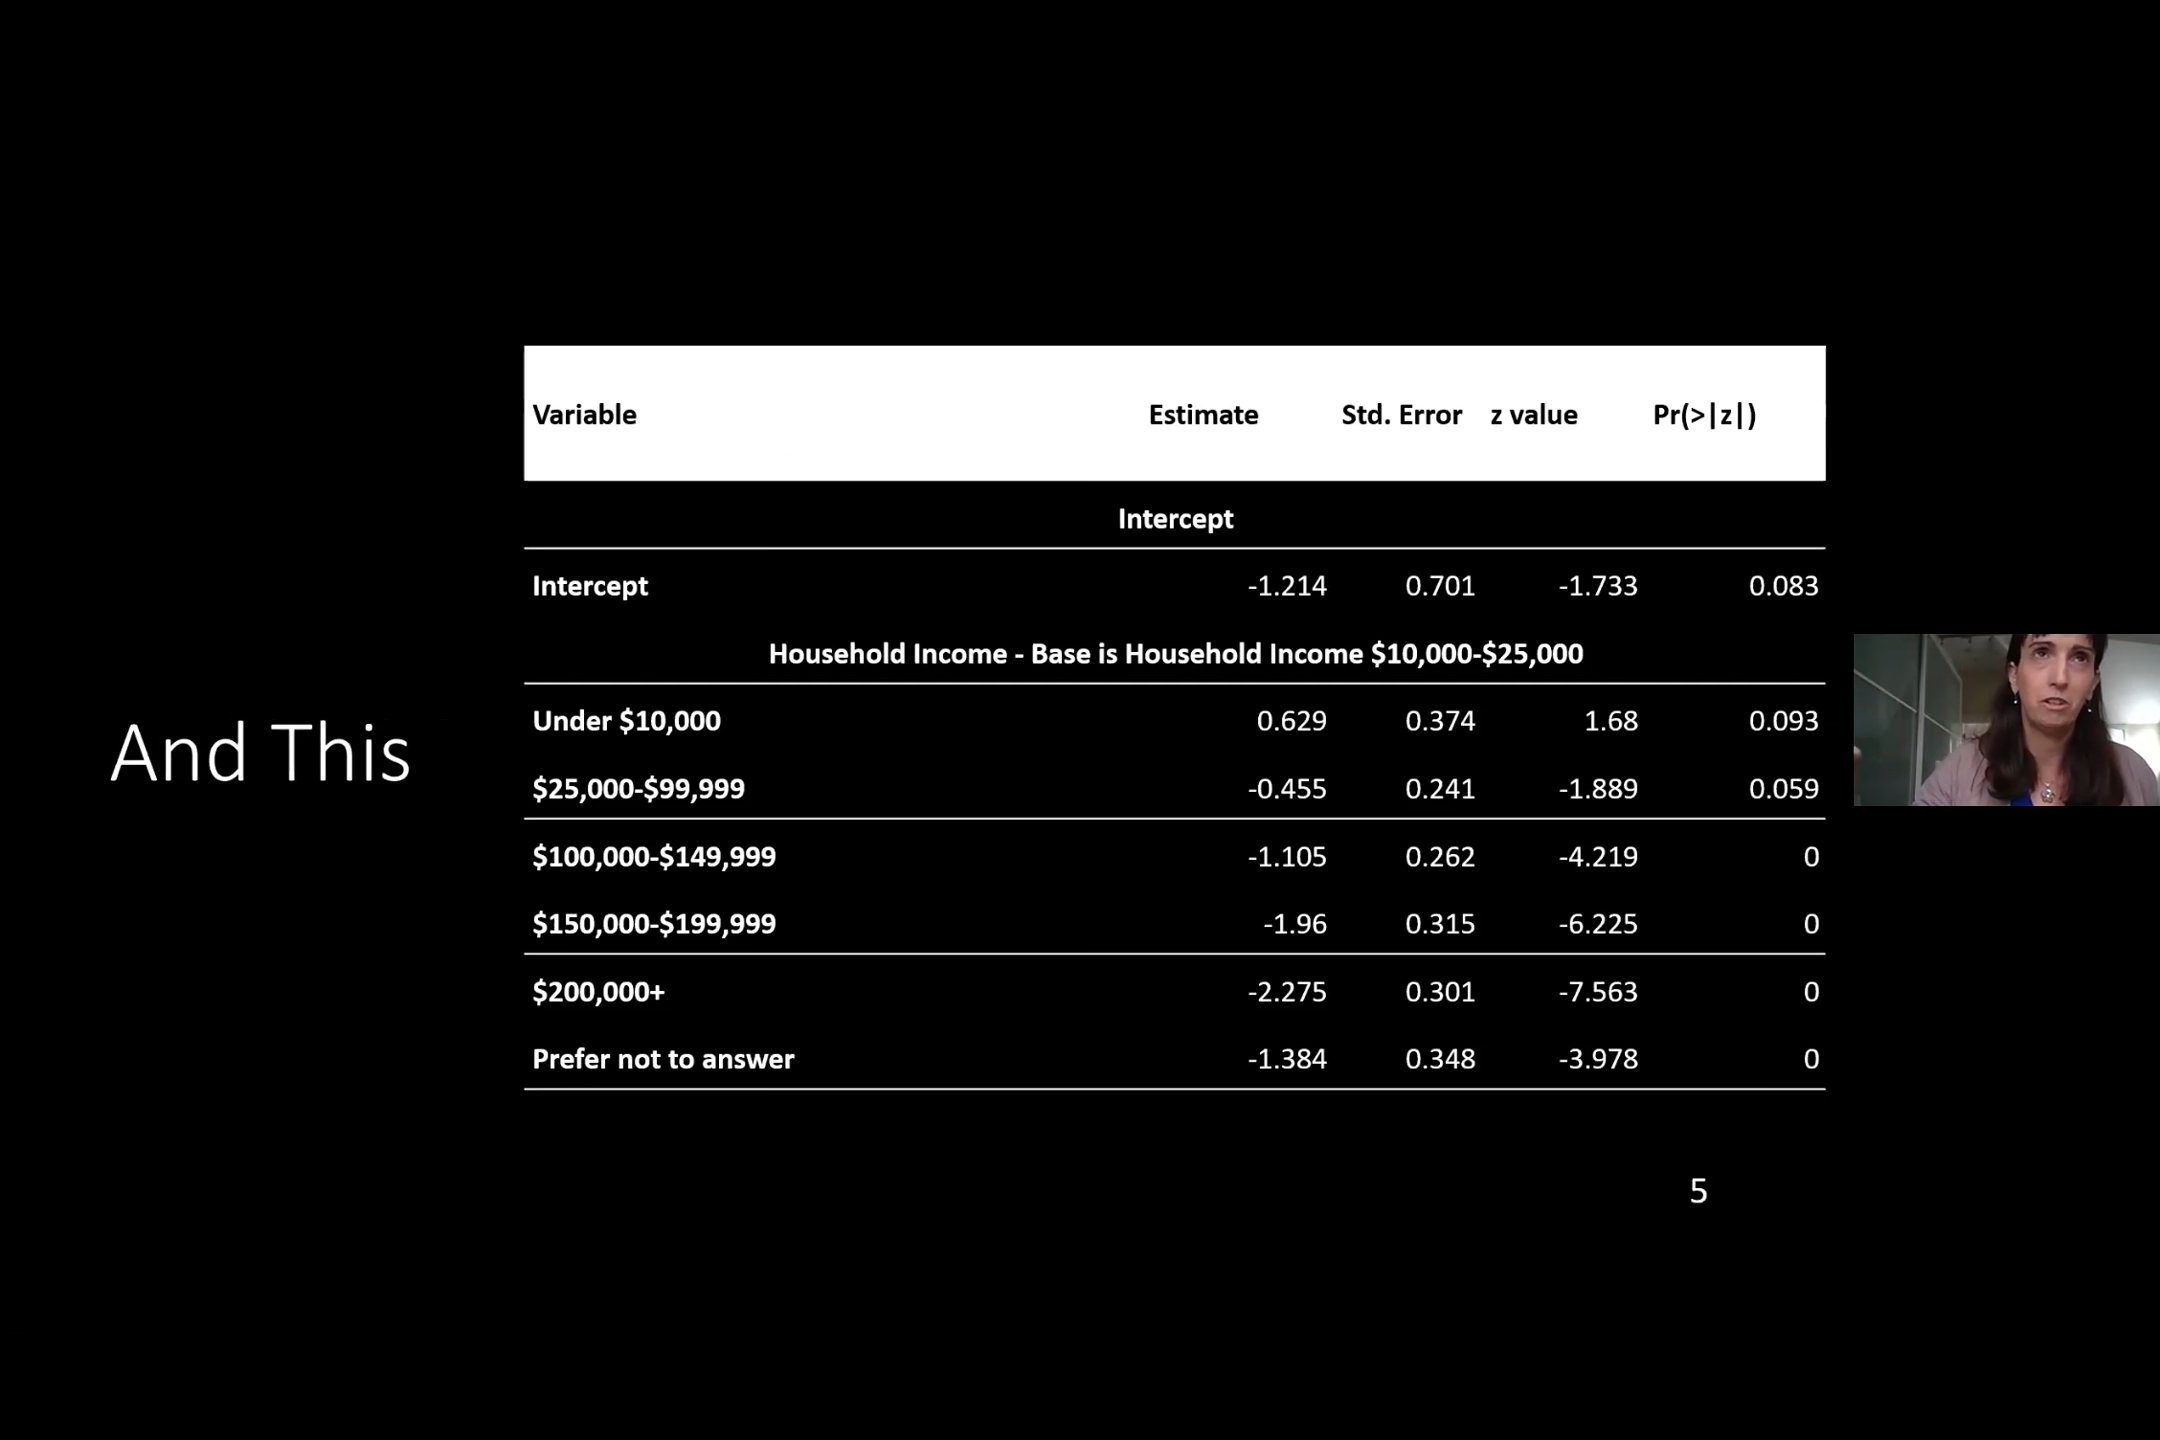 And This
Variable Estimate Std. Error z value Pr(>|z|)
Intercept
Intercept -1.214 0.701 -1.733 0.083
Household Income - Base is Household Income $10,000-$25,000
Under $10,000 0.629 0.374 1.68 0.093
$25,000-$99,999 -0.455 0.241 -1.889 0.059
$100,000-$149,999 -1.105 0.262 -4.219 0
$150,000-$199,999 -1.96 0.315 -6.225 0
$200,000+ -2.275 0.301 -7.563 0
Prefer not to answer -1.384 0.348 -3.978 0
5